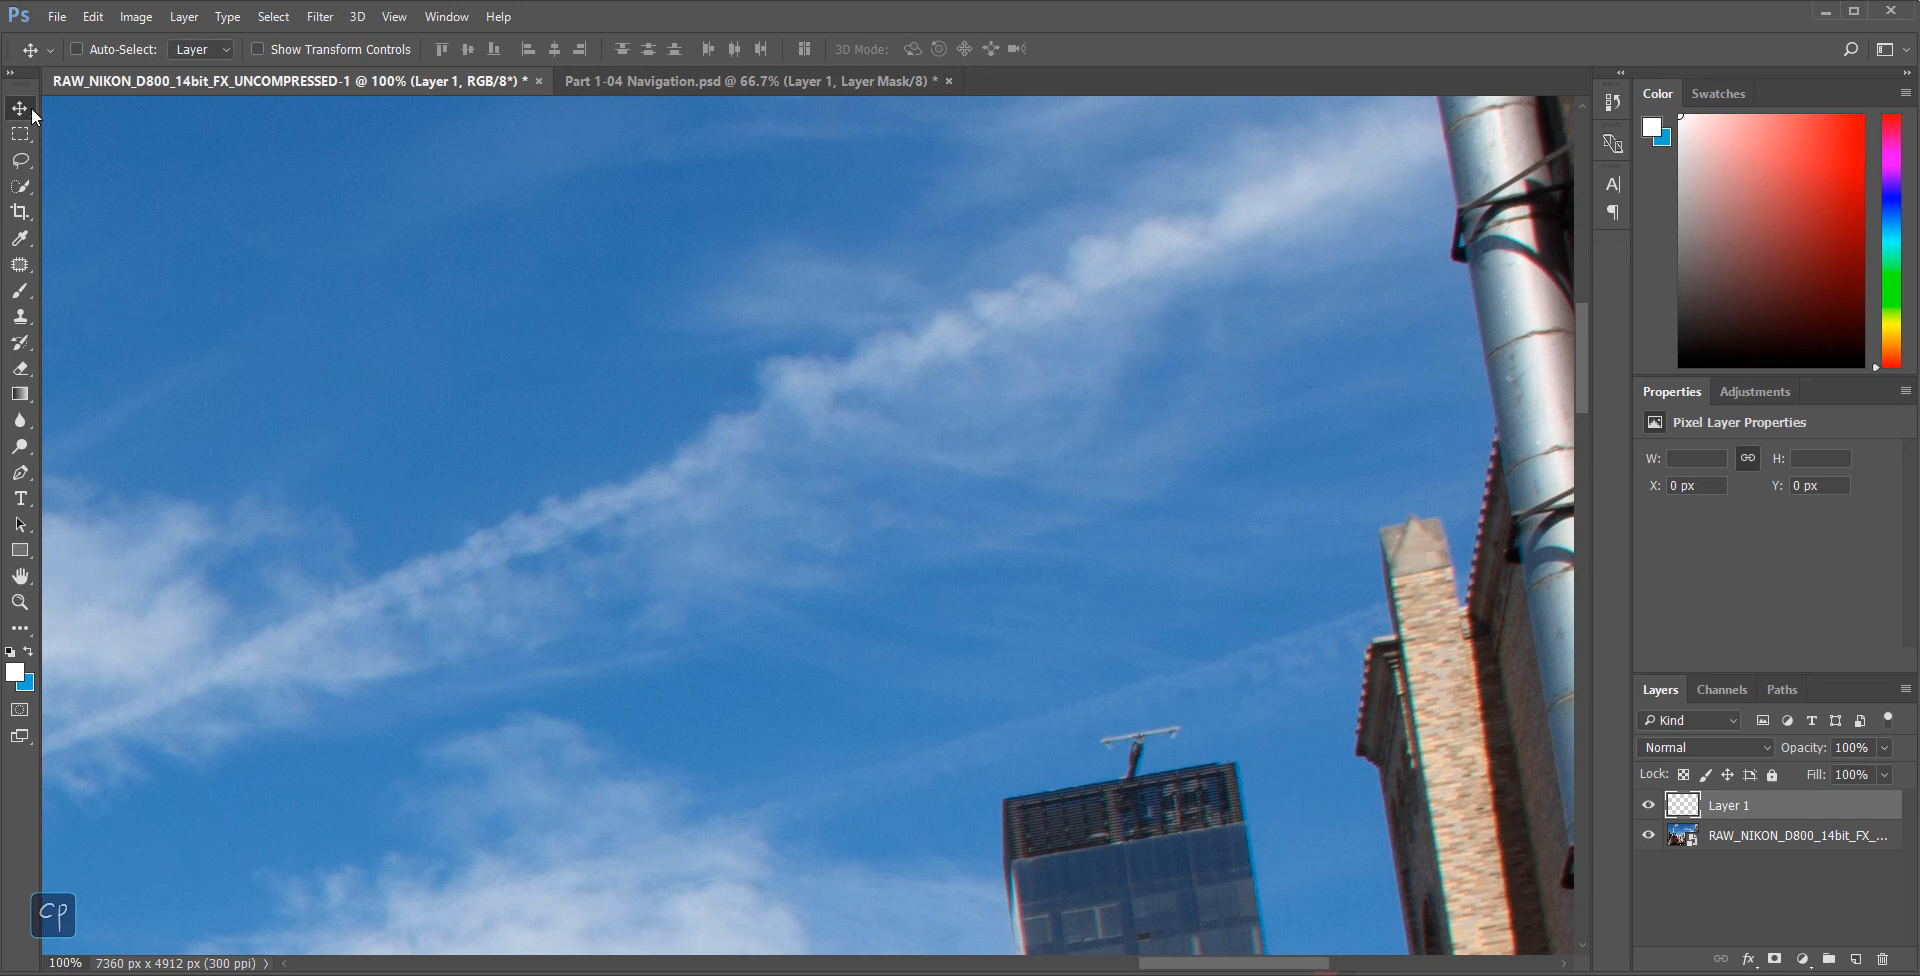 Ps File Edit Image Layer Type Select Filter 3D View Window Help
Auto-Select: Layer Show Transform Controls 3D Mode:
RAW_NIKON_D800_14bit_FX_UNCOMPRESSED-1 @ 100% (Layer 1, RGB/8*) * × Part 1-04 Navigation.psd @ 66.7% (Layer 1, Layer Mask/8) * ×
Color Swatches
Properties Adjustments
Pixel Layer Properties
W: H:
X: 0 px Y: 0 px
Layers Channels Paths
Kind
Normal Opacity: 100%
Lock: Fill: 100%
Layer 1
RAW_NIKON_D800_14bit_FX_...
cp
fx
100% 7360 px x 4912 px (300 ppi)